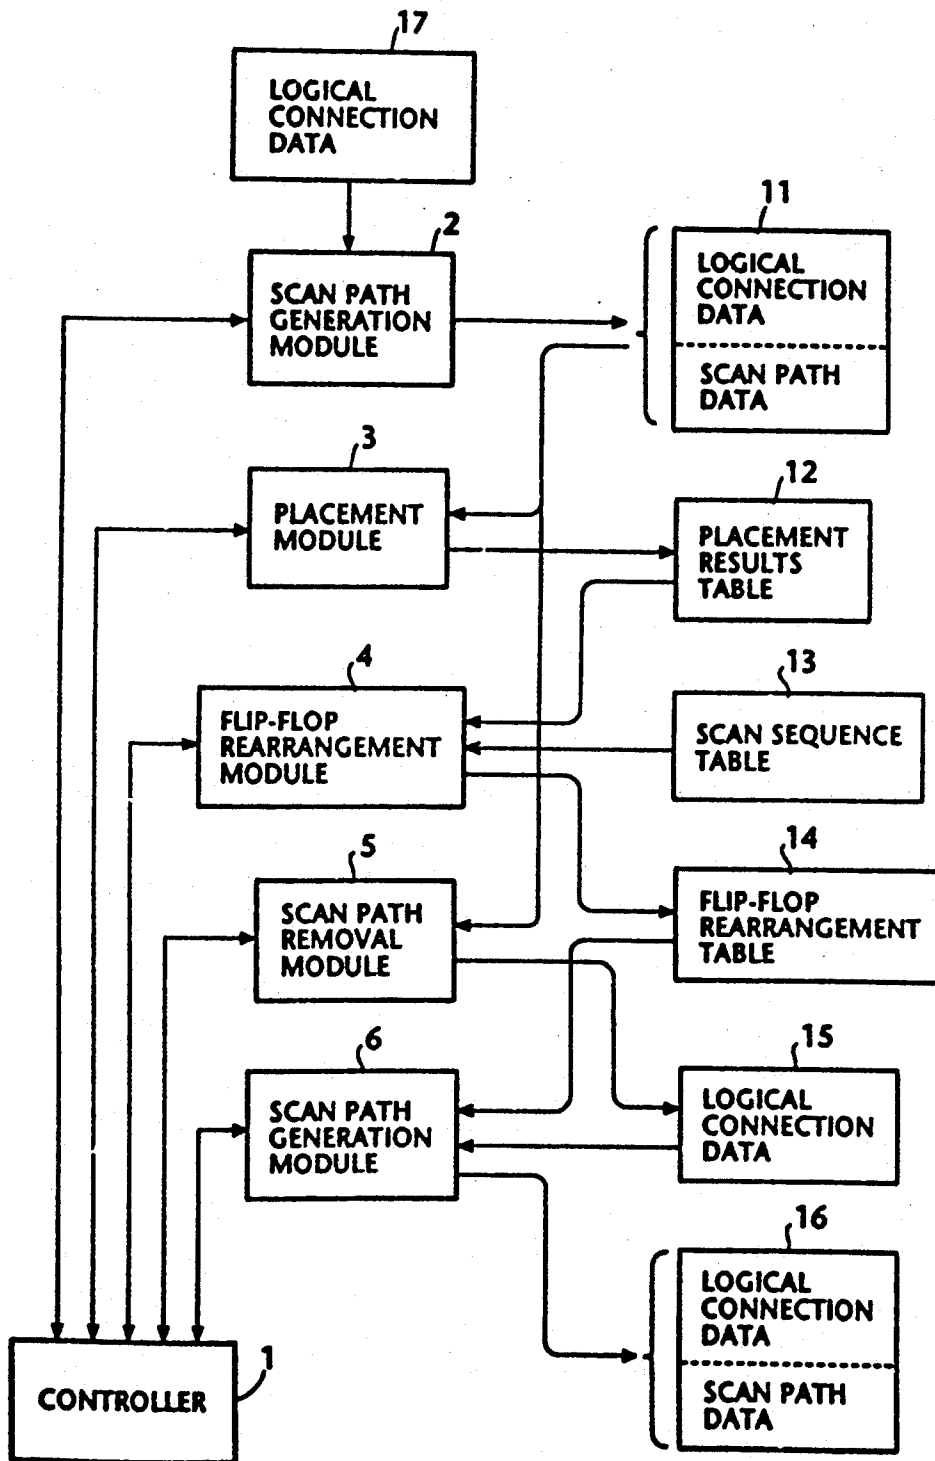 17
LOGICAL
CONNECTION
DATA
2
SCAN PATH
GENERATION
MODULE
11
LOGICAL
CONNECTION
DATA
SCAN PATH
DATA
3
PLACEMENT
MODULE
12
PLACEMENT
RESULTS
TABLE
4
FLIP-FLOP
REARRANGEMENT
MODULE
13
SCAN SEQUENCE
TABLE
5
SCAN PATH
REMOVAL
MODULE
14
FLIP-FLOP
REARRANGEMENT
TABLE
6
SCAN PATH
GENERATION
MODULE
15
LOGICAL
CONNECTION
DATA
16
LOGICAL
CONNECTION
DATA
SCAN PATH
DATA
1
CONTROLLER